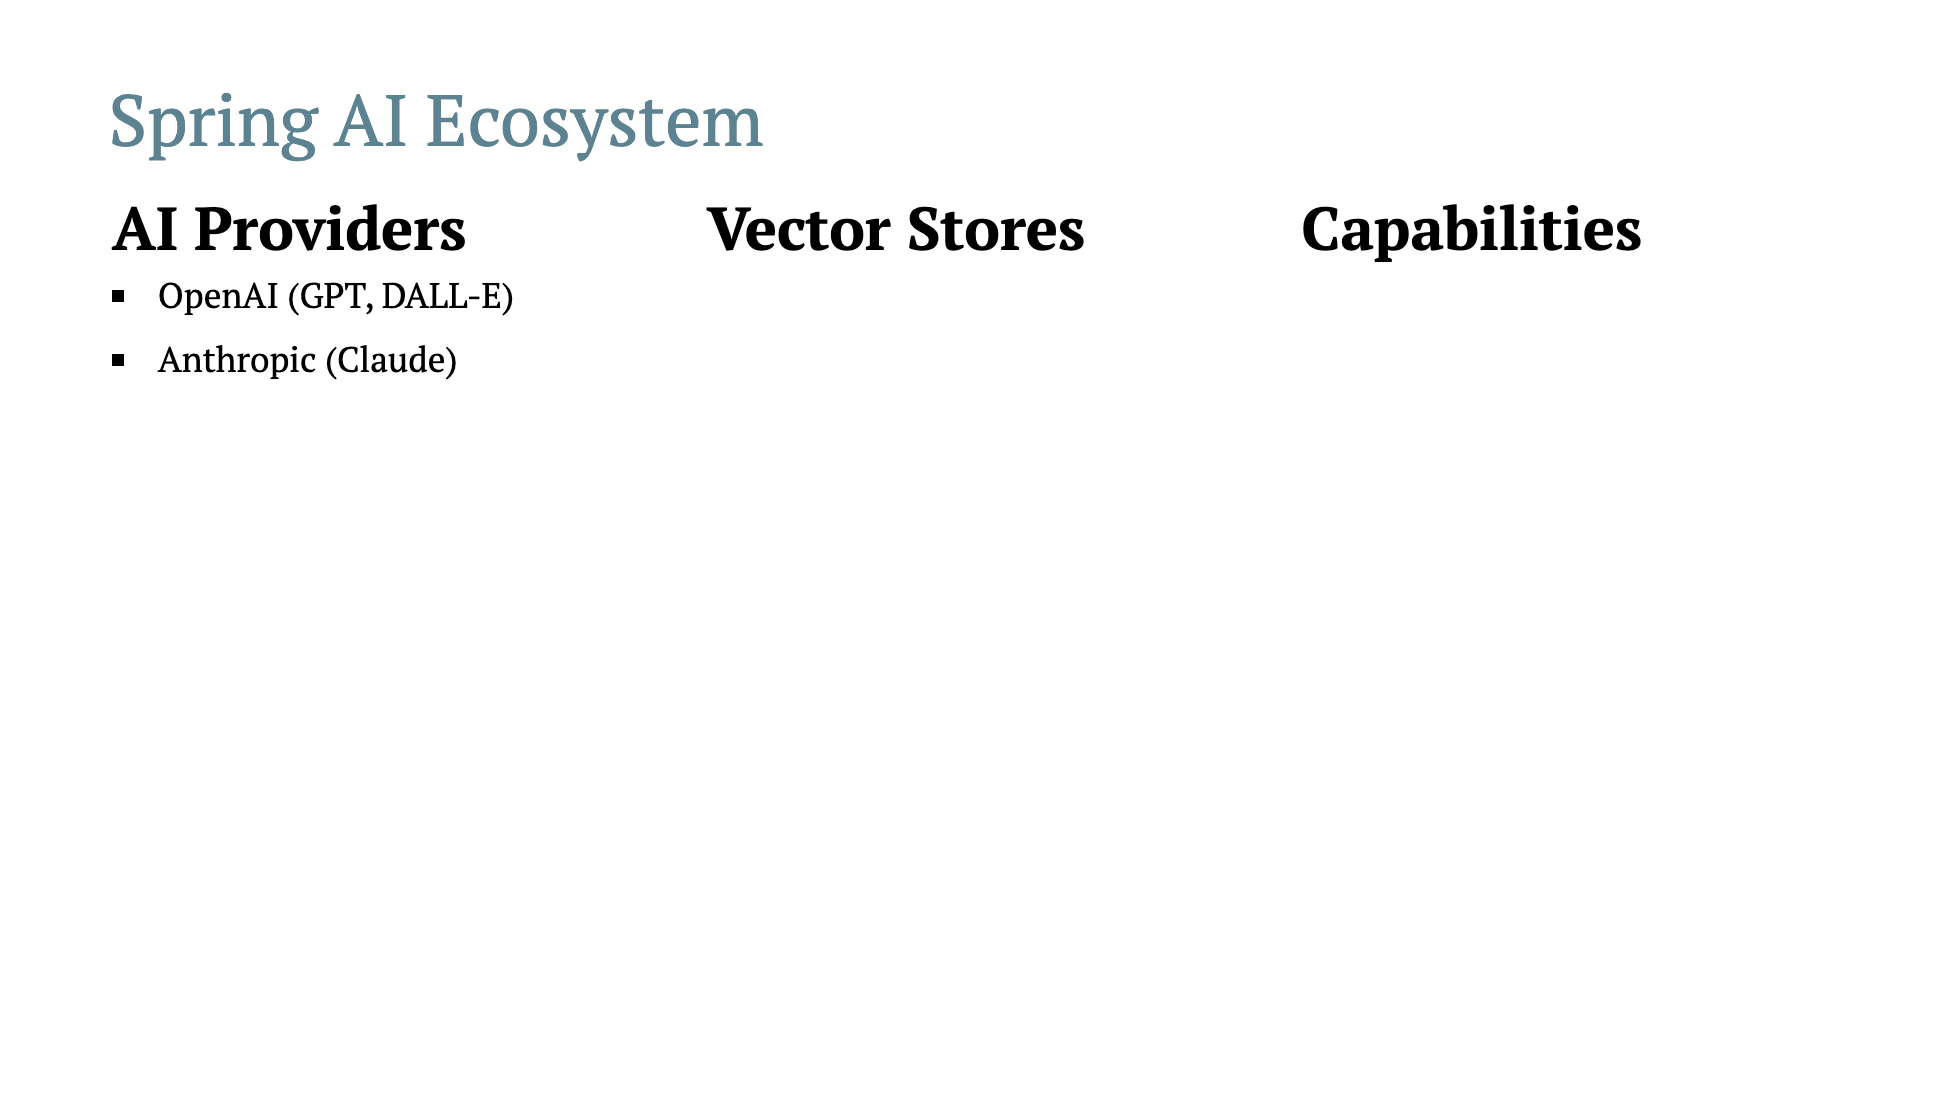 Spring AI Ecosystem
AI Providers
▪ OpenAI (GPT, DALL-E)
▪ Anthropic (Claude)
Vector Stores
Capabilities